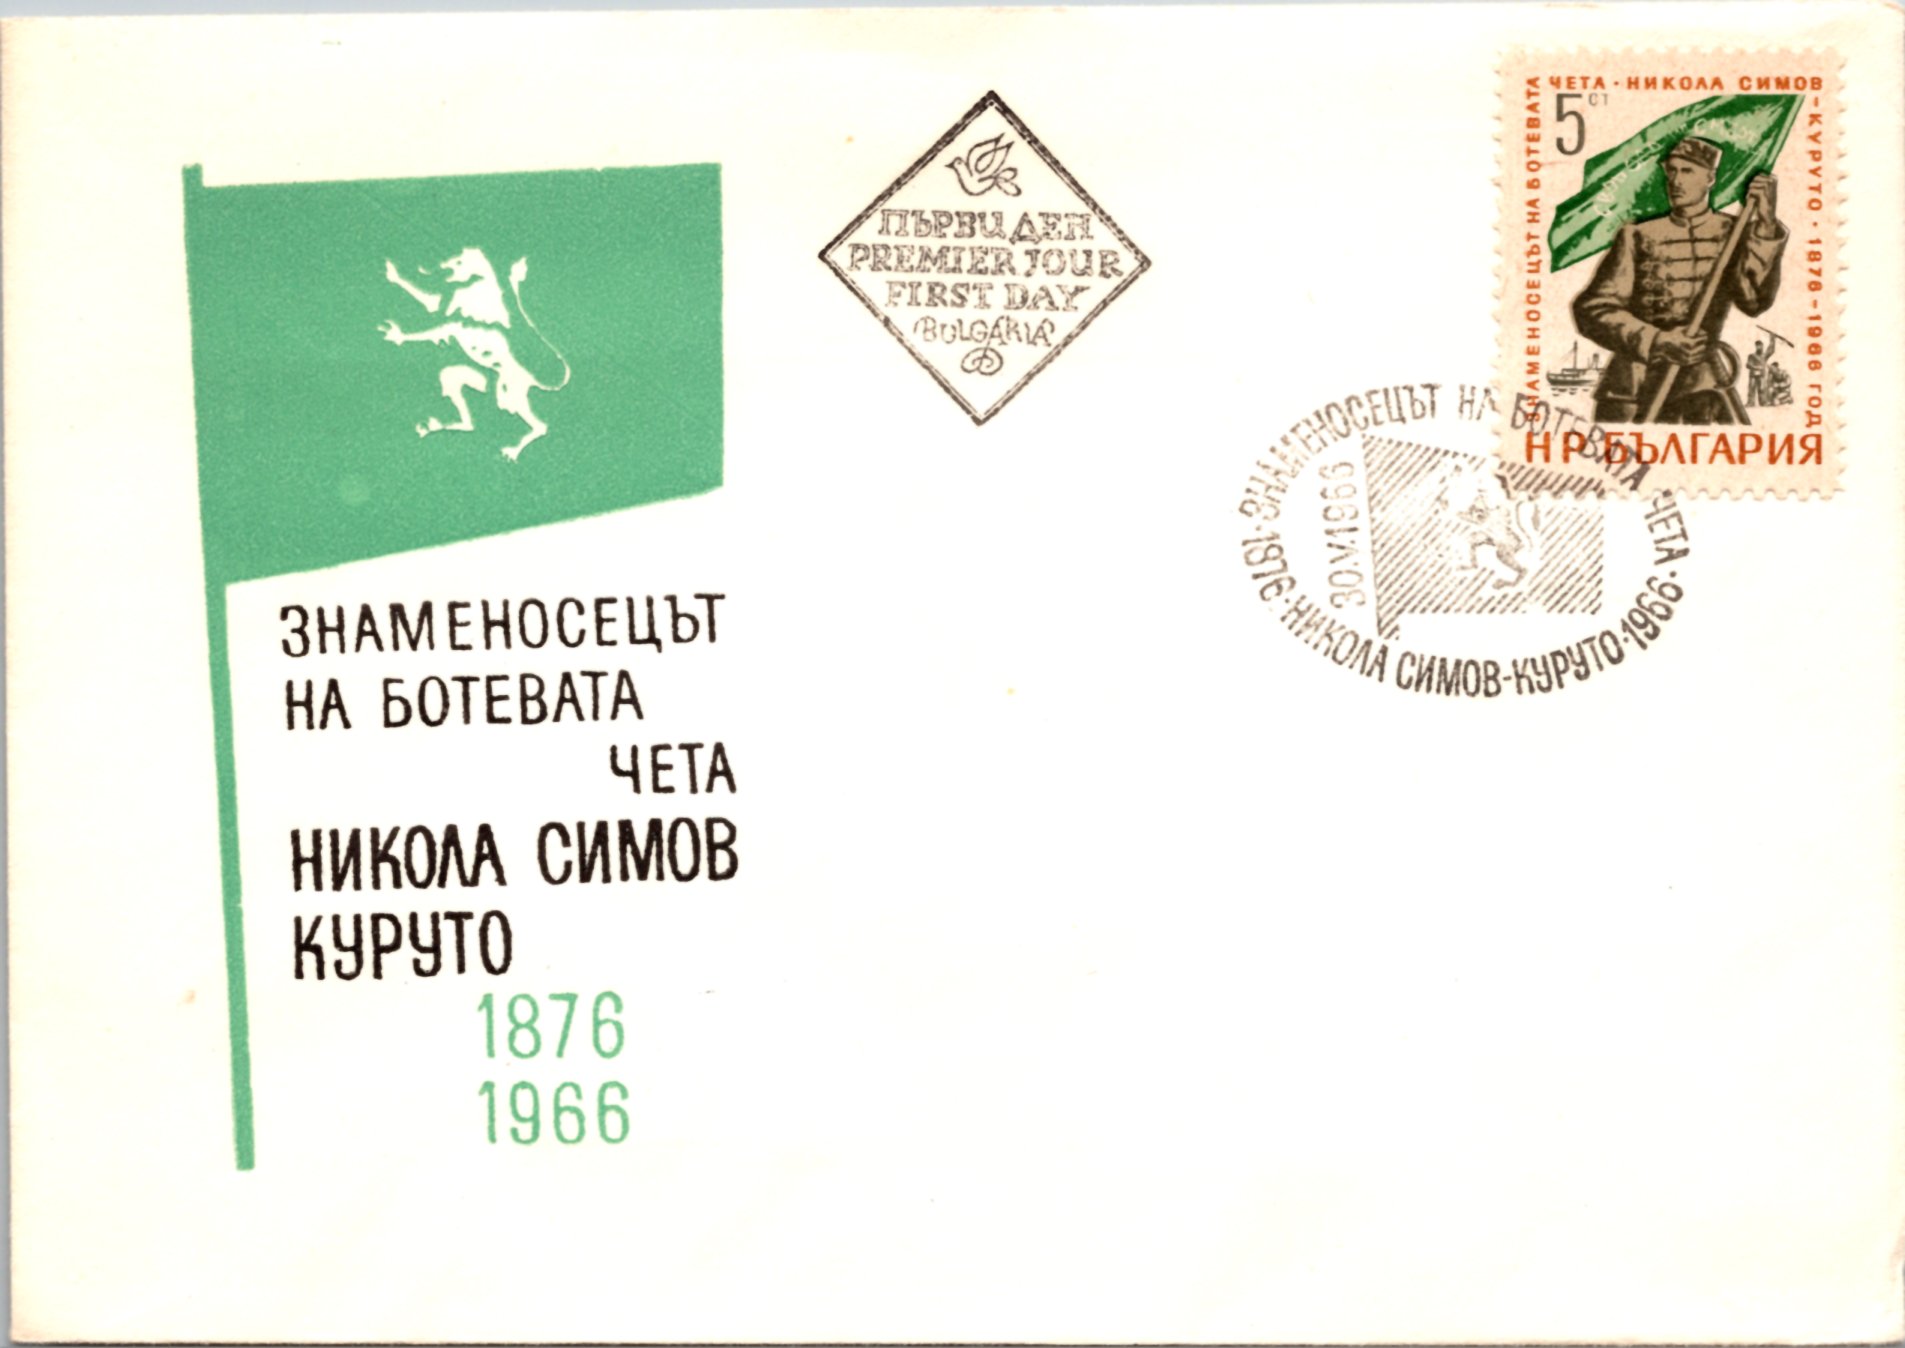 ЗНАМЕНОСЕЦЪТ
НА БОТЕВАТА
ЧЕТА
НИКОЛА СИМОВ
КУРУТО
1876
1966
ПЪРВИ ДЕН
PREMIER JOUR
FIRST DAY
BULGARIA
ЗНАМЕНОСЕЦЪТ НА БОТЕВАТА ЧЕТА · НИКОЛА СИМОВ - КУРУТО · 1876 - 1966 ГОД
5 СТ
НР БЪЛГАРИЯ
ЗНАМЕНОСЕЦЪТ НА БОТЕВАТА ЧЕТА ·
1876 · НИКОЛА СИМОВ-КУРУТО · 1966 ·
30.V.1966